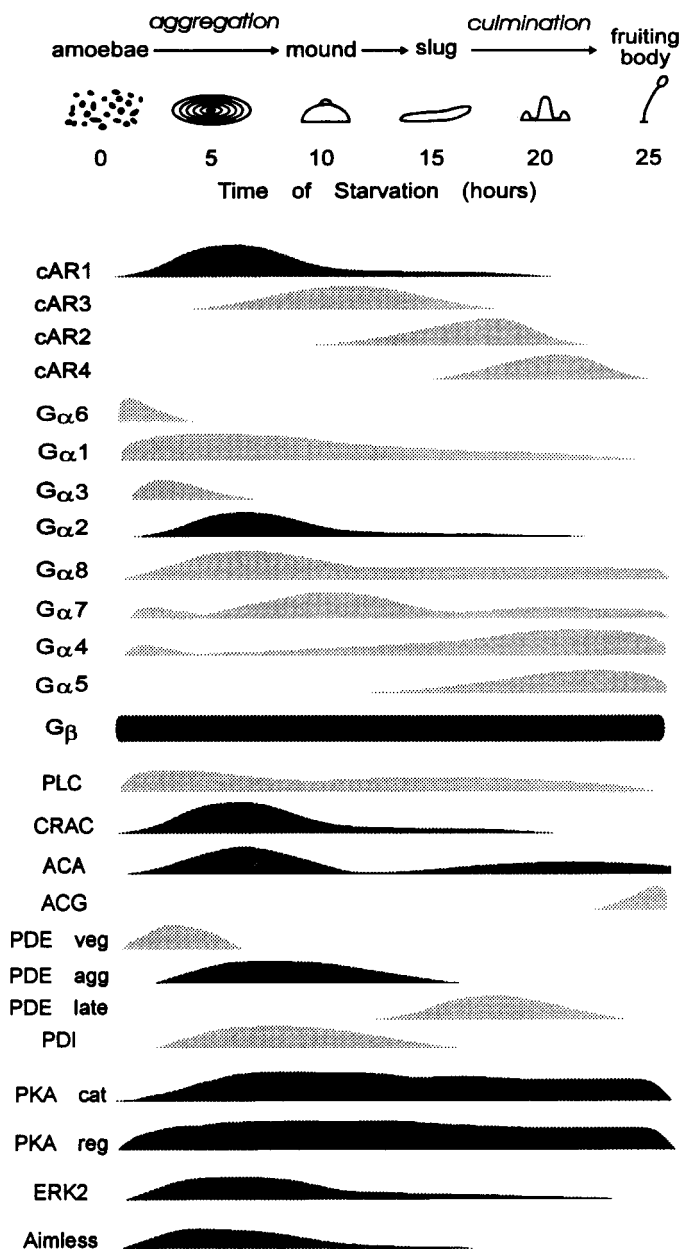 aggregation
culmination
amoebae
mound
slug
fruiting
body
0 5 10 15 20 25
Time of Starvation (hours)
cAR1
cAR3
cAR2
cAR4
Gα6
Gα1
Gα3
Gα2
Gα8
Gα7
Gα4
Gα5
Gβ
PLC
CRAC
ACA
ACG
PDE veg
PDE agg
PDE late
PDI
PKA cat
PKA reg
ERK2
Aimless